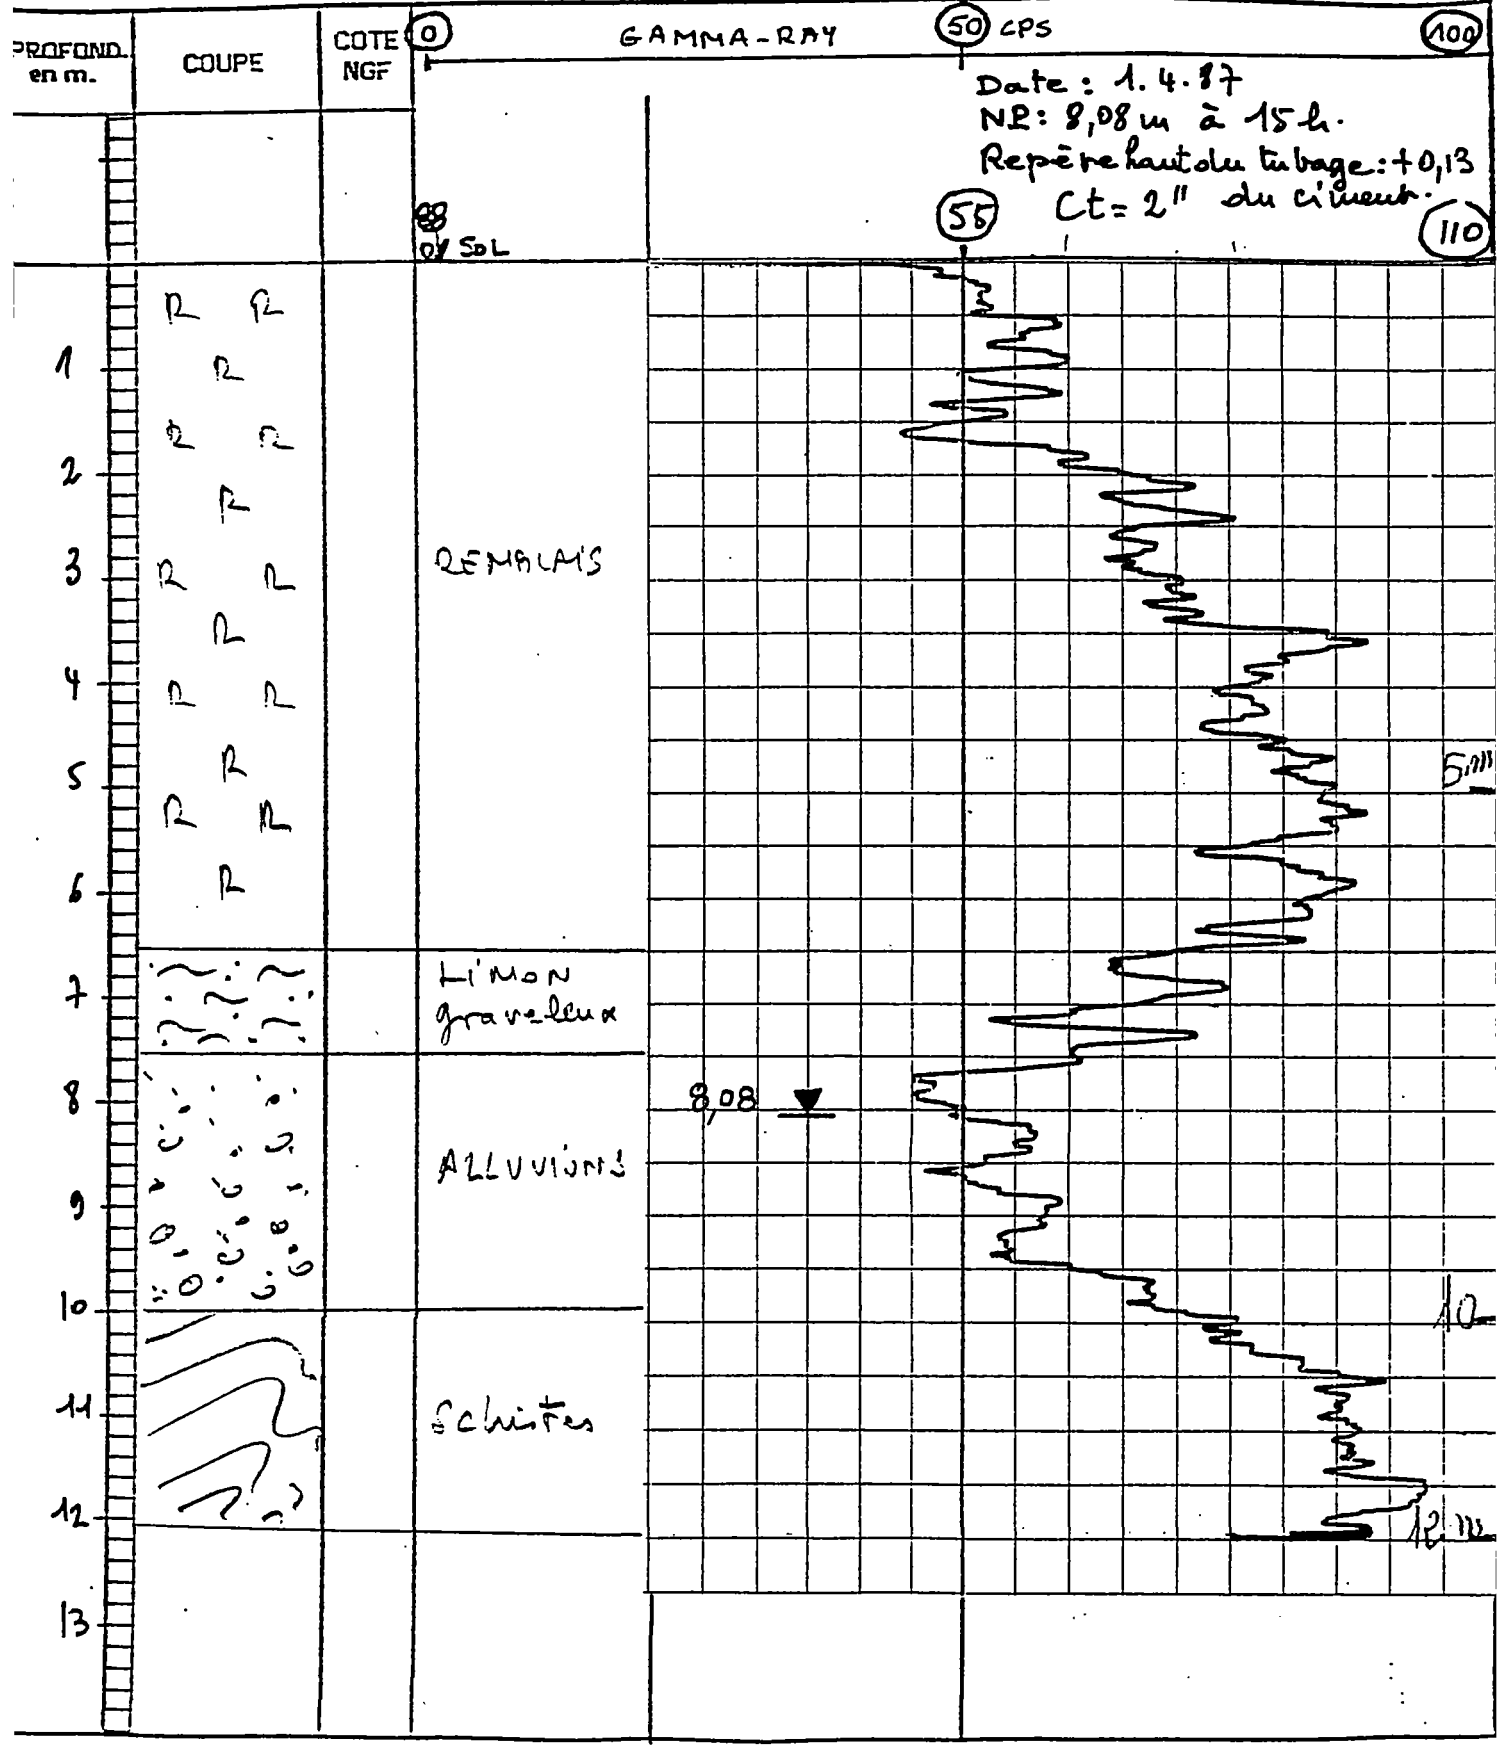 PROFOND. en m.
COUPE
COTE NGF
0 GAMMA-RAY 50 CPS 100
Date : 1.4.87
NP: 8,08 m à 15 h.
Repère haut du tubage: +0,13
Ct = 2" du ciment.
55 110
0/ SOL
R R
1 R
R R
2
R
3 R R
REMBLAIS
R
4 R R
R
5
5 m
R R
6 R
LIMON
graveleux
7
8
8,08
ALLUVIONS
9
10
10
11
Schistes
12
12 m
13